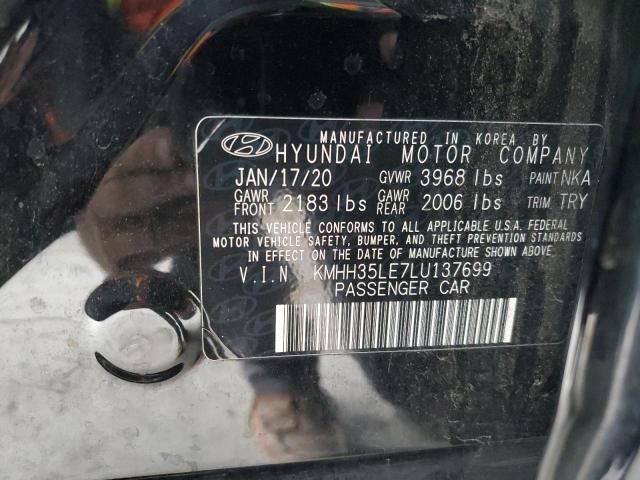 MANUFACTURED IN KOREA BY
HYUNDAI MOTOR COMPANY
JAN/17/20 GVWR 3968 lbs PAINT NKA
GAWR FRONT 2183 lbs GAWR REAR 2006 lbs TRIM TRY
THIS VEHICLE CONFORMS TO ALL APPLICABLE U.S.A. FEDERAL
MOTOR VEHICLE SAFETY, BUMPER, AND THEFT PREVENTION STANDARDS
IN EFFECT ON THE DATE OF MANUFACTURE SHOWN ABOVE
V.I.N KMHH35LE7LU137699
PASSENGER CAR